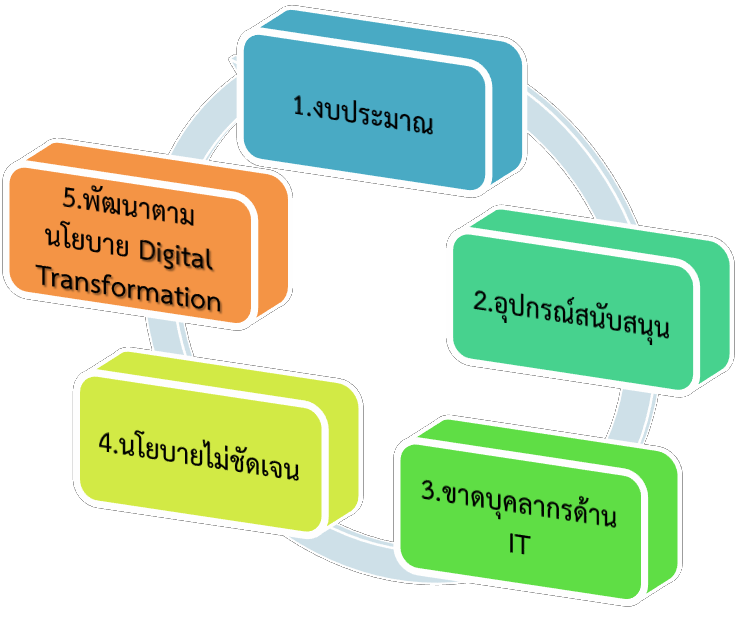 1.งบประมาณ
2.อุปกรณ์สนับสนุน
3.ขาดบุคลากรด้าน
IT
4.นโยบายไม่ชัดเจน
5.พัฒนาตาม
นโยบาย Digital
Transformation